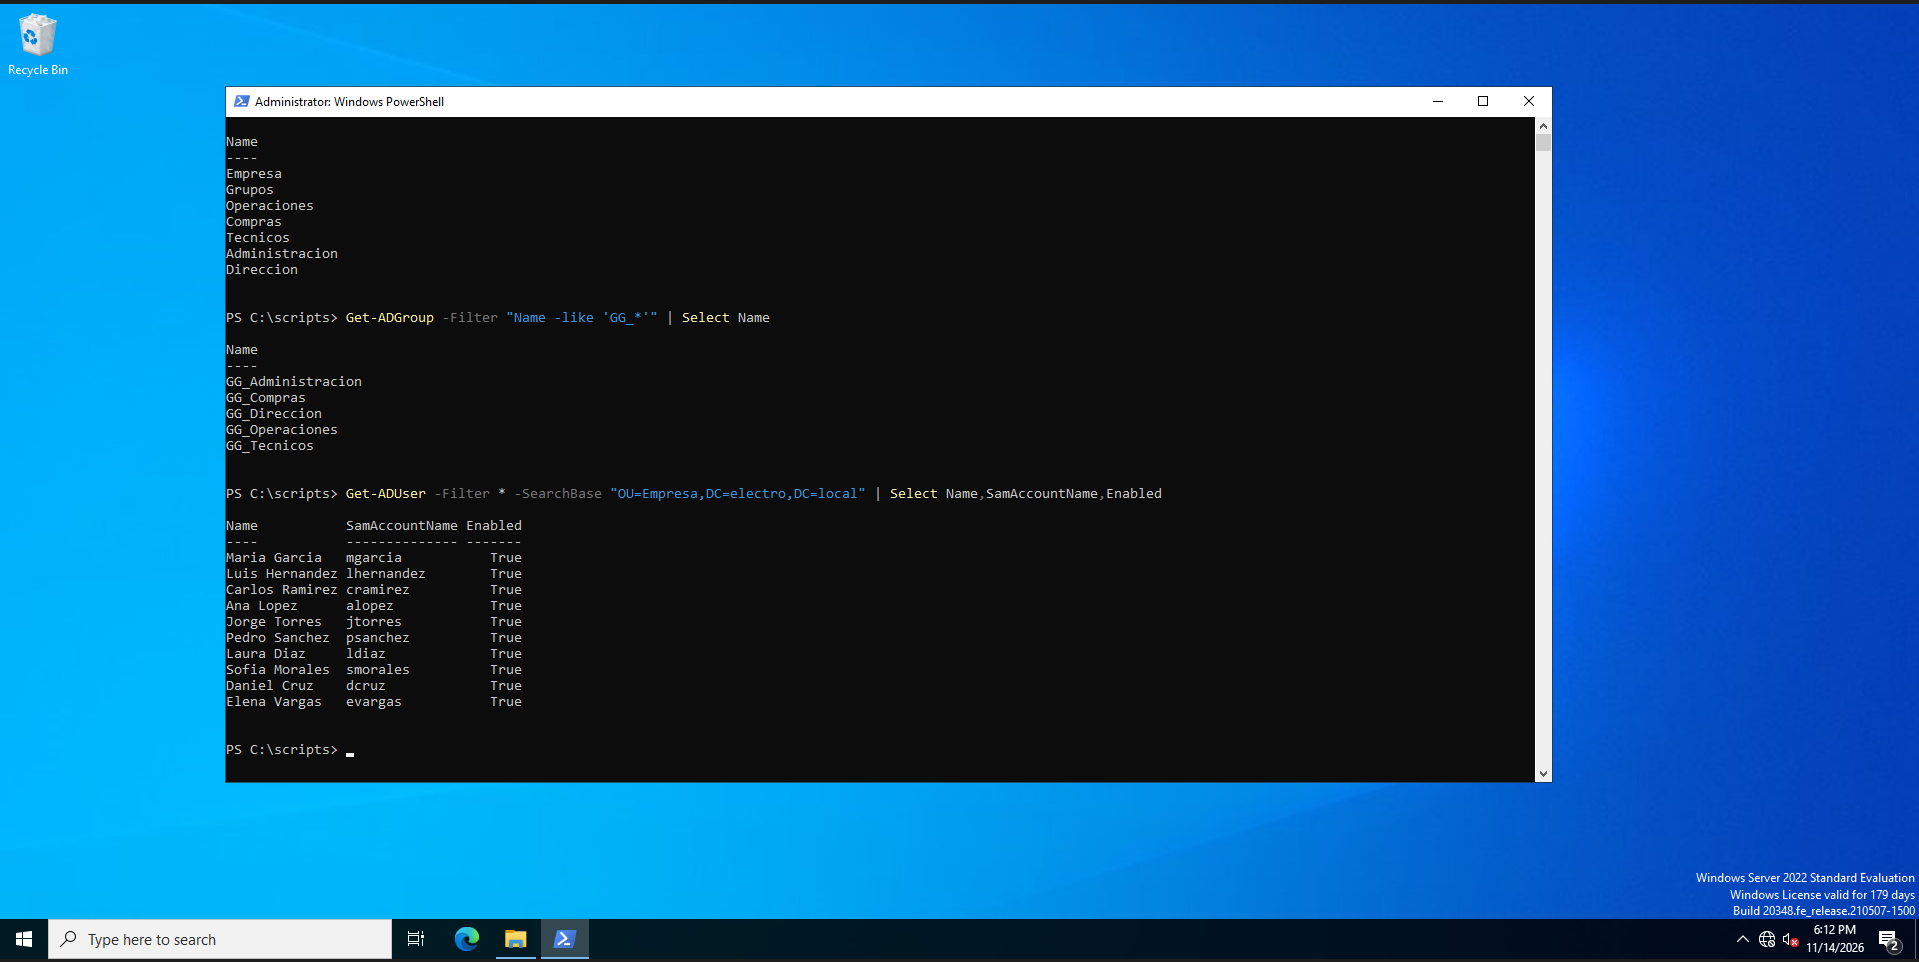 Recycle Bin
Administrator: Windows PowerShell
Name
----
Empresa
Grupos
Operaciones
Compras
Tecnicos
Administracion
Direccion
PS C:\scripts> Get-ADGroup -Filter "Name -like 'GG_*'" | Select Name
Name
----
GG_Administracion
GG_Compras
GG_Direccion
GG_Operaciones
GG_Tecnicos
PS C:\scripts> Get-ADUser -Filter * -SearchBase "OU=Empresa,DC=electro,DC=local" | Select Name,SamAccountName,Enabled
Name           SamAccountName Enabled
----           -------------- -------
Maria Garcia   mgarcia           True
Luis Hernandez lhernandez        True
Carlos Ramirez cramirez          True
Ana Lopez      alopez            True
Jorge Torres   jtorres           True
Pedro Sanchez  psanchez          True
Laura Diaz     ldiaz             True
Sofia Morales  smorales          True
Daniel Cruz    dcruz             True
Elena Vargas   evargas           True
PS C:\scripts>
Windows Server 2022 Standard Evaluation
Windows License valid for 179 days
Build 20348.fe_release.210507-1500
Type here to search
6:12 PM
11/14/2026
2